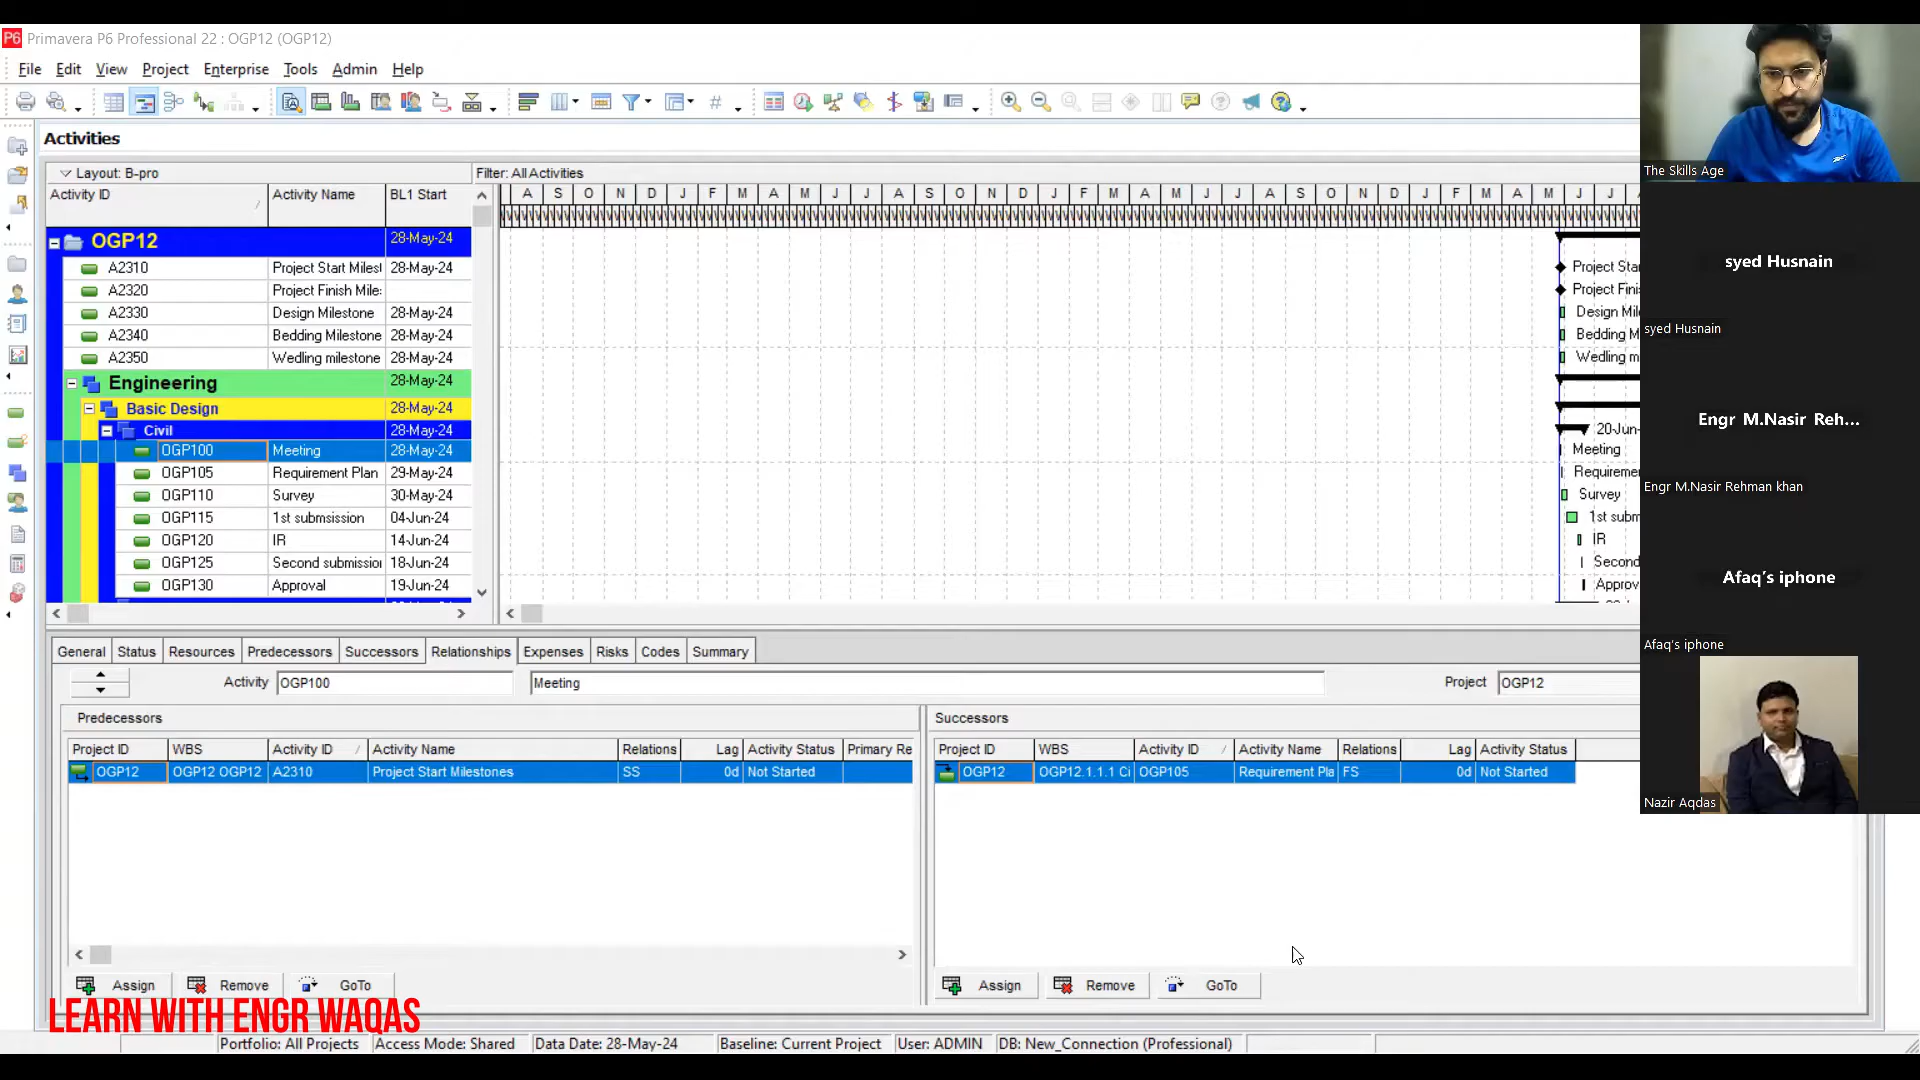 P6 Primavera P6 Professional 22 : OGP12 (OGP12)
File Edit View Project Enterprise Tools Admin Help
Activities
Layout: B-pro Filter: All Activities
Activity ID Activity Name BL1 Start A S O N D J F M A M J J A S O N D J F M A M J J A S O N D J F M A M J J
OGP12 28-May-24
A2310 Project Start Milest 28-May-24 Project Star
A2320 Project Finish Mile: Project Fini
A2330 Design Milestone 28-May-24 Design Mil
A2340 Bedding Milestone 28-May-24 Bedding M
A2350 Wedling milestone 28-May-24 Wedling m
Engineering 28-May-24
Basic Design 28-May-24
Civil 28-May-24 20-Jun-
OGP100 Meeting 28-May-24 Meeting
OGP105 Requirement Plan 29-May-24 Requireme
OGP110 Survey 30-May-24 Survey
OGP115 1st submsission 04-Jun-24 1st subm
OGP120 IR 14-Jun-24 IR
OGP125 Second submission 18-Jun-24 Second
OGP130 Approval 19-Jun-24 Approv
General Status Resources Predecessors Successors Relationships Expenses Risks Codes Summary
Activity OGP100 Meeting Project OGP12
Predecessors Successors
Project ID WBS Activity ID Activity Name Relations Lag Activity Status Primary Re Project ID WBS Activity ID Activity Name Relations Lag Activity Status
OGP12 OGP12 OGP12 A2310 Project Start Milestones SS 0d Not Started OGP12 OGP12.1.1.1 Ci OGP105 Requirement Pla FS 0d Not Started
Assign Remove GoTo Assign Remove GoTo
LEARN WITH ENGR WAQAS
Portfolio: All Projects Access Mode: Shared Data Date: 28-May-24 Baseline: Current Project User: ADMIN DB: New_Connection (Professional)
The Skills Age
syed Husnain
syed Husnain
Engr M.Nasir Reh...
Engr M.Nasir Rehman khan
Afaq's iphone
Afaq's iphone
Nazir Aqdas